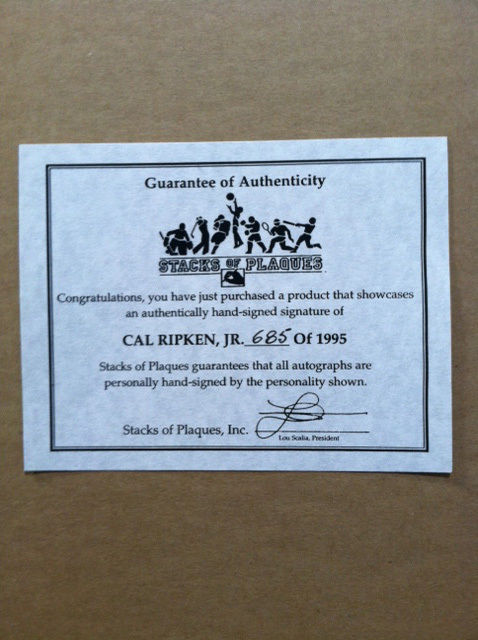 Guarantee of Authenticity
STACKS OF PLAQUES
Congratulations, you have just purchased a product that showcases
an authentically hand-signed signature of
CAL RIPKEN, JR. 685 Of 1995
Stacks of Plaques guarantees that all autographs are
personally hand-signed by the personality shown.
Stacks of Plaques, Inc.
Lou Scalia, President